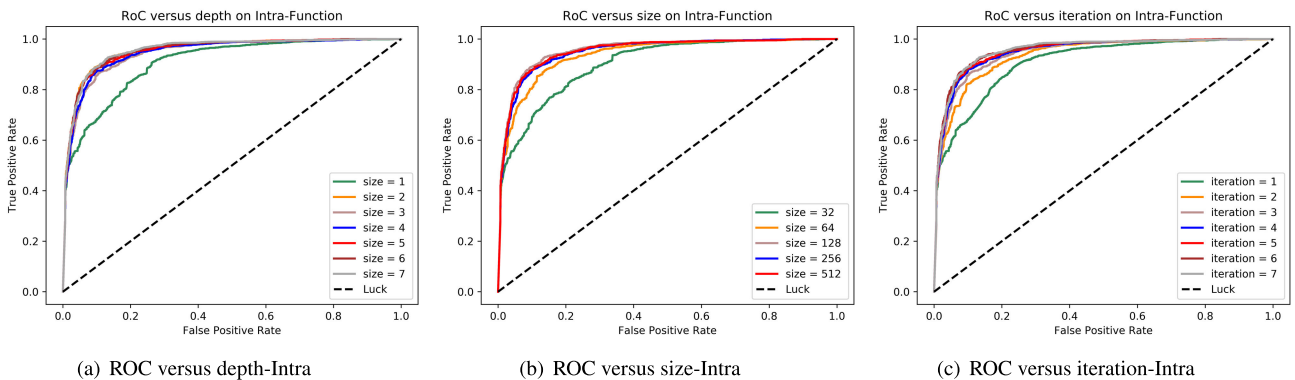 RoC versus depth on Intra-Function
True Positive Rate
1.0
0.8
0.6
0.4
0.2
0.0
size = 1
size = 2
size = 3
size = 4
size = 5
size = 6
size = 7
Luck
0.0 0.2 0.4 0.6 0.8 1.0
False Positive Rate
(a) ROC versus depth-Intra
RoC versus size on Intra-Function
True Positive Rate
1.0
0.8
0.6
0.4
0.2
0.0
size = 32
size = 64
size = 128
size = 256
size = 512
Luck
0.0 0.2 0.4 0.6 0.8 1.0
False Positive Rate
(b) ROC versus size-Intra
RoC versus iteration on Intra-Function
True Positive Rate
1.0
0.8
0.6
0.4
0.2
0.0
iteration = 1
iteration = 2
iteration = 3
iteration = 4
iteration = 5
iteration = 6
iteration = 7
Luck
0.0 0.2 0.4 0.6 0.8 1.0
False Positive Rate
(c) ROC versus iteration-Intra